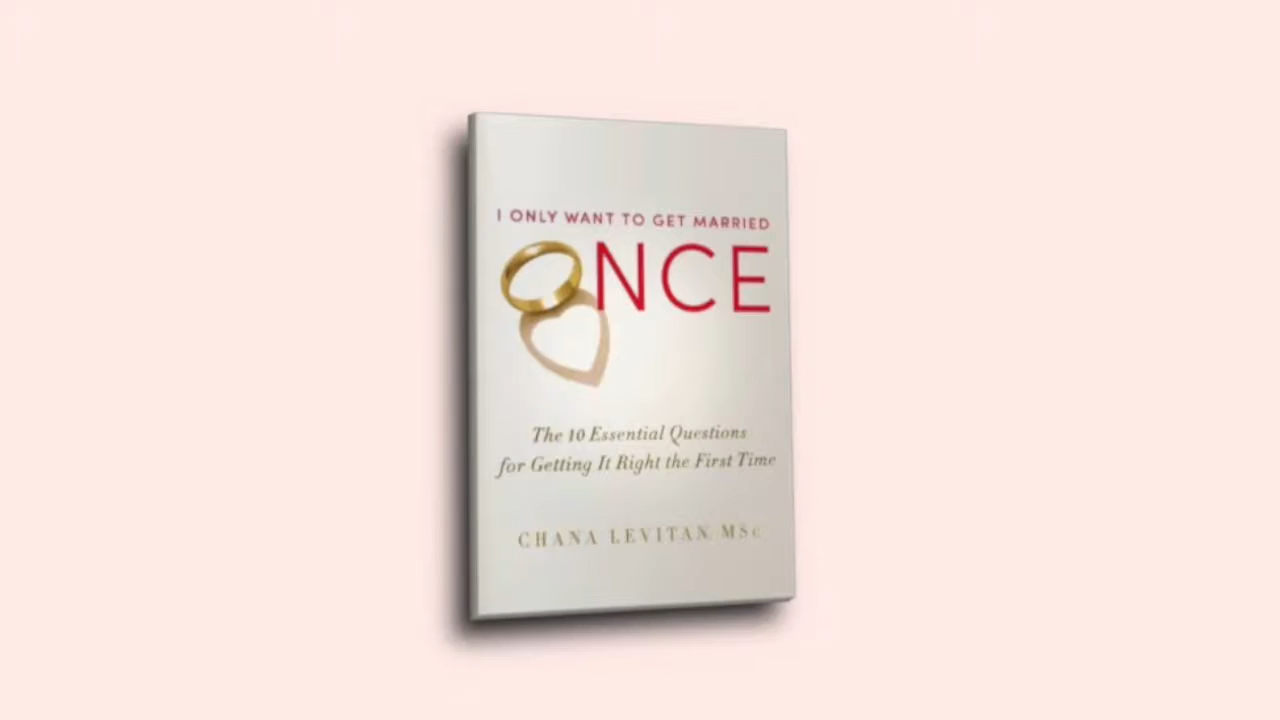 I ONLY WANT TO GET MARRIED
ONCE
The 10 Essential Questions
for Getting It Right the First Time
CHANA LEVITAN, MSc